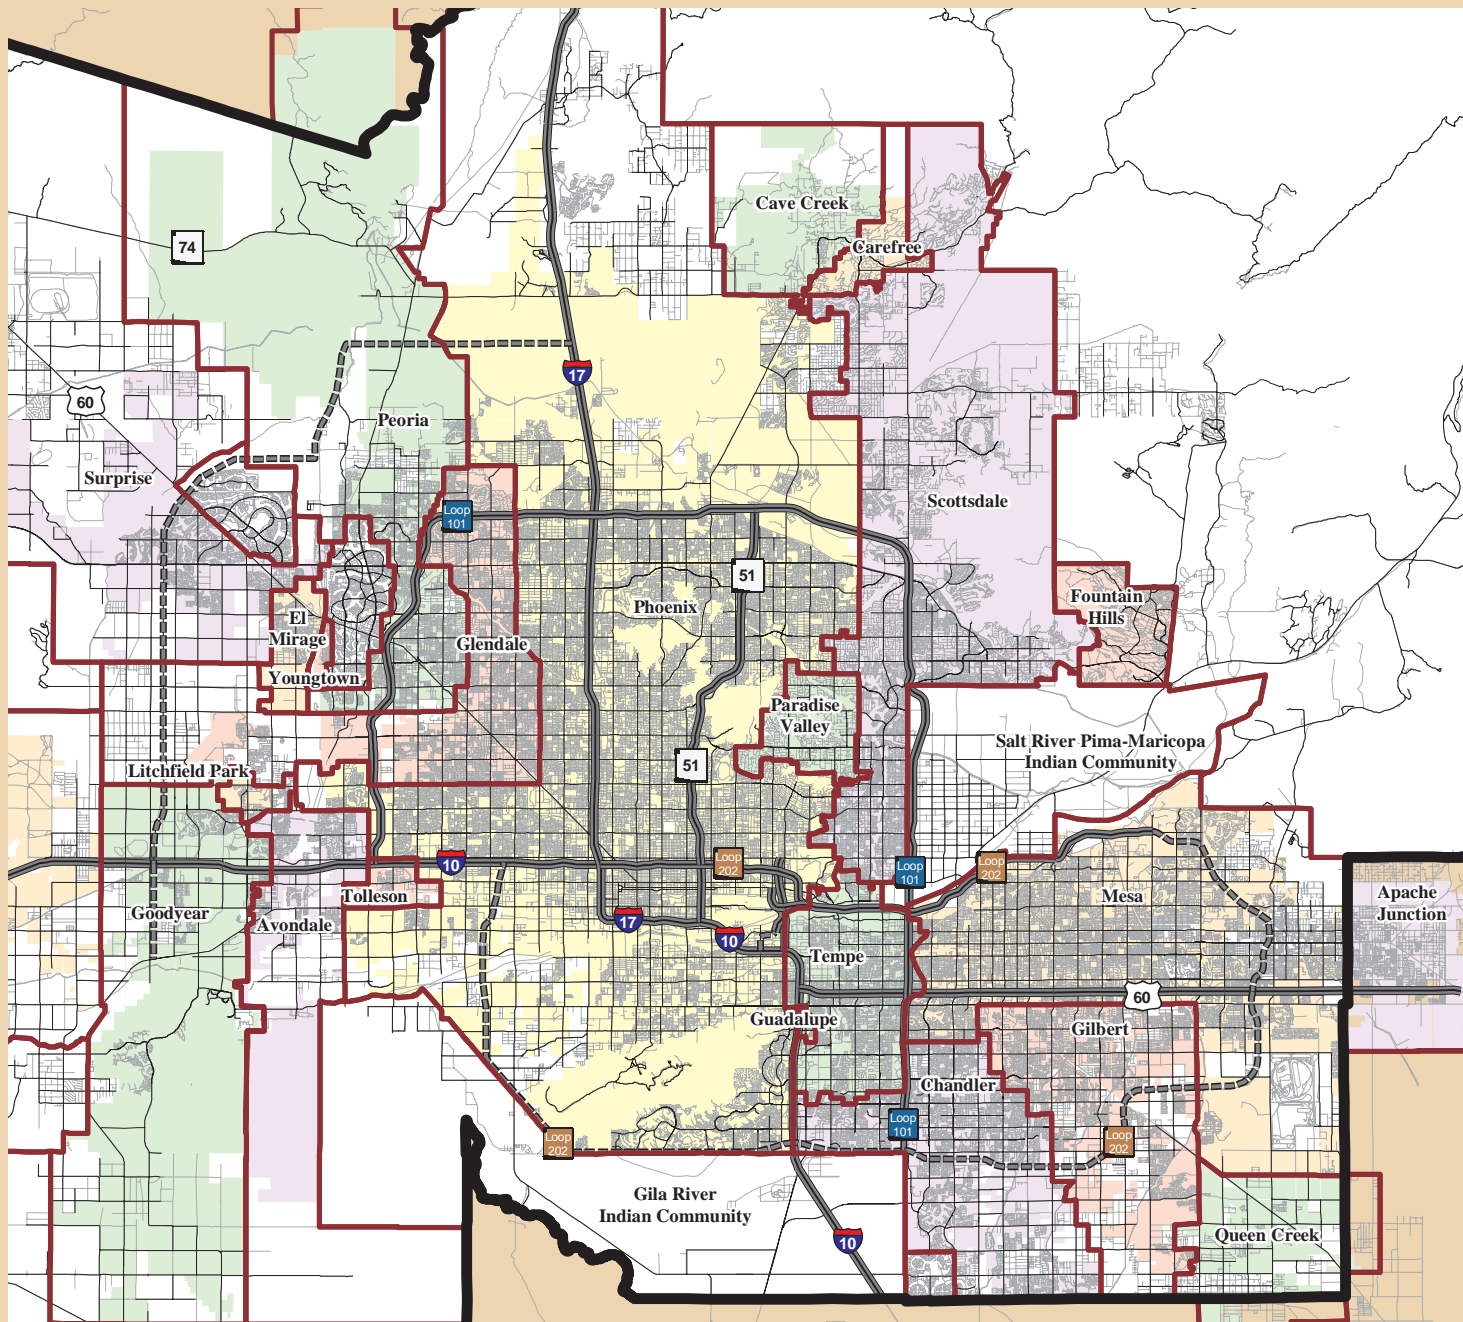 Cave Creek
74
Carefree
17
60
Peoria
Surprise
Scottsdale
Loop
101
51
El
Mirage
Phoenix
Fountain
Hills
Glendale
Youngtown
Paradise
Valley
Salt River Pima-Maricopa
Indian Community
51
Litchfield Park
10
Loop
202
Loop
101
Loop
202
Tolleson
Mesa
Apache
Junction
Goodyear
Avondale
17
10
Tempe
60
Guadalupe
Gilbert
Chandler
Loop
101
Loop
202
Loop
202
Gila River
Indian Community
10
Queen Creek